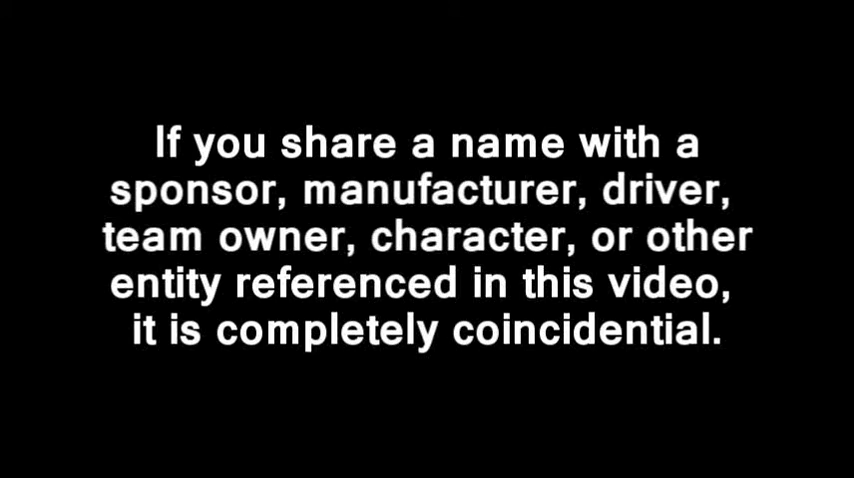 If you share a name with a
sponsor, manufacturer, driver,
team owner, character, or other
entity referenced in this video,
it is completely coincidential.